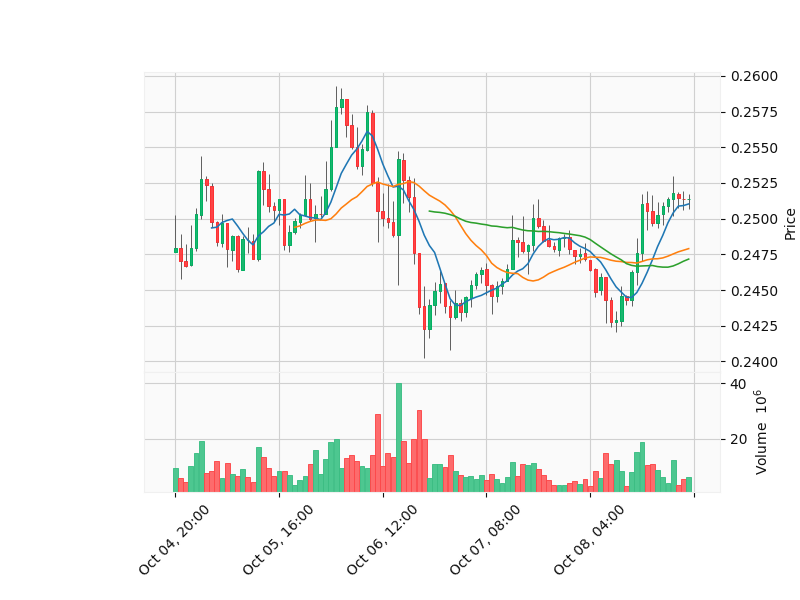 0.2600
0.2575
0.2550
0.2525
0.2500
0.2475
0.2450
0.2425
0.2400
Price
40
20
Volume 10^6
Oct 04, 20:00
Oct 05, 16:00
Oct 06, 12:00
Oct 07, 08:00
Oct 08, 04:00